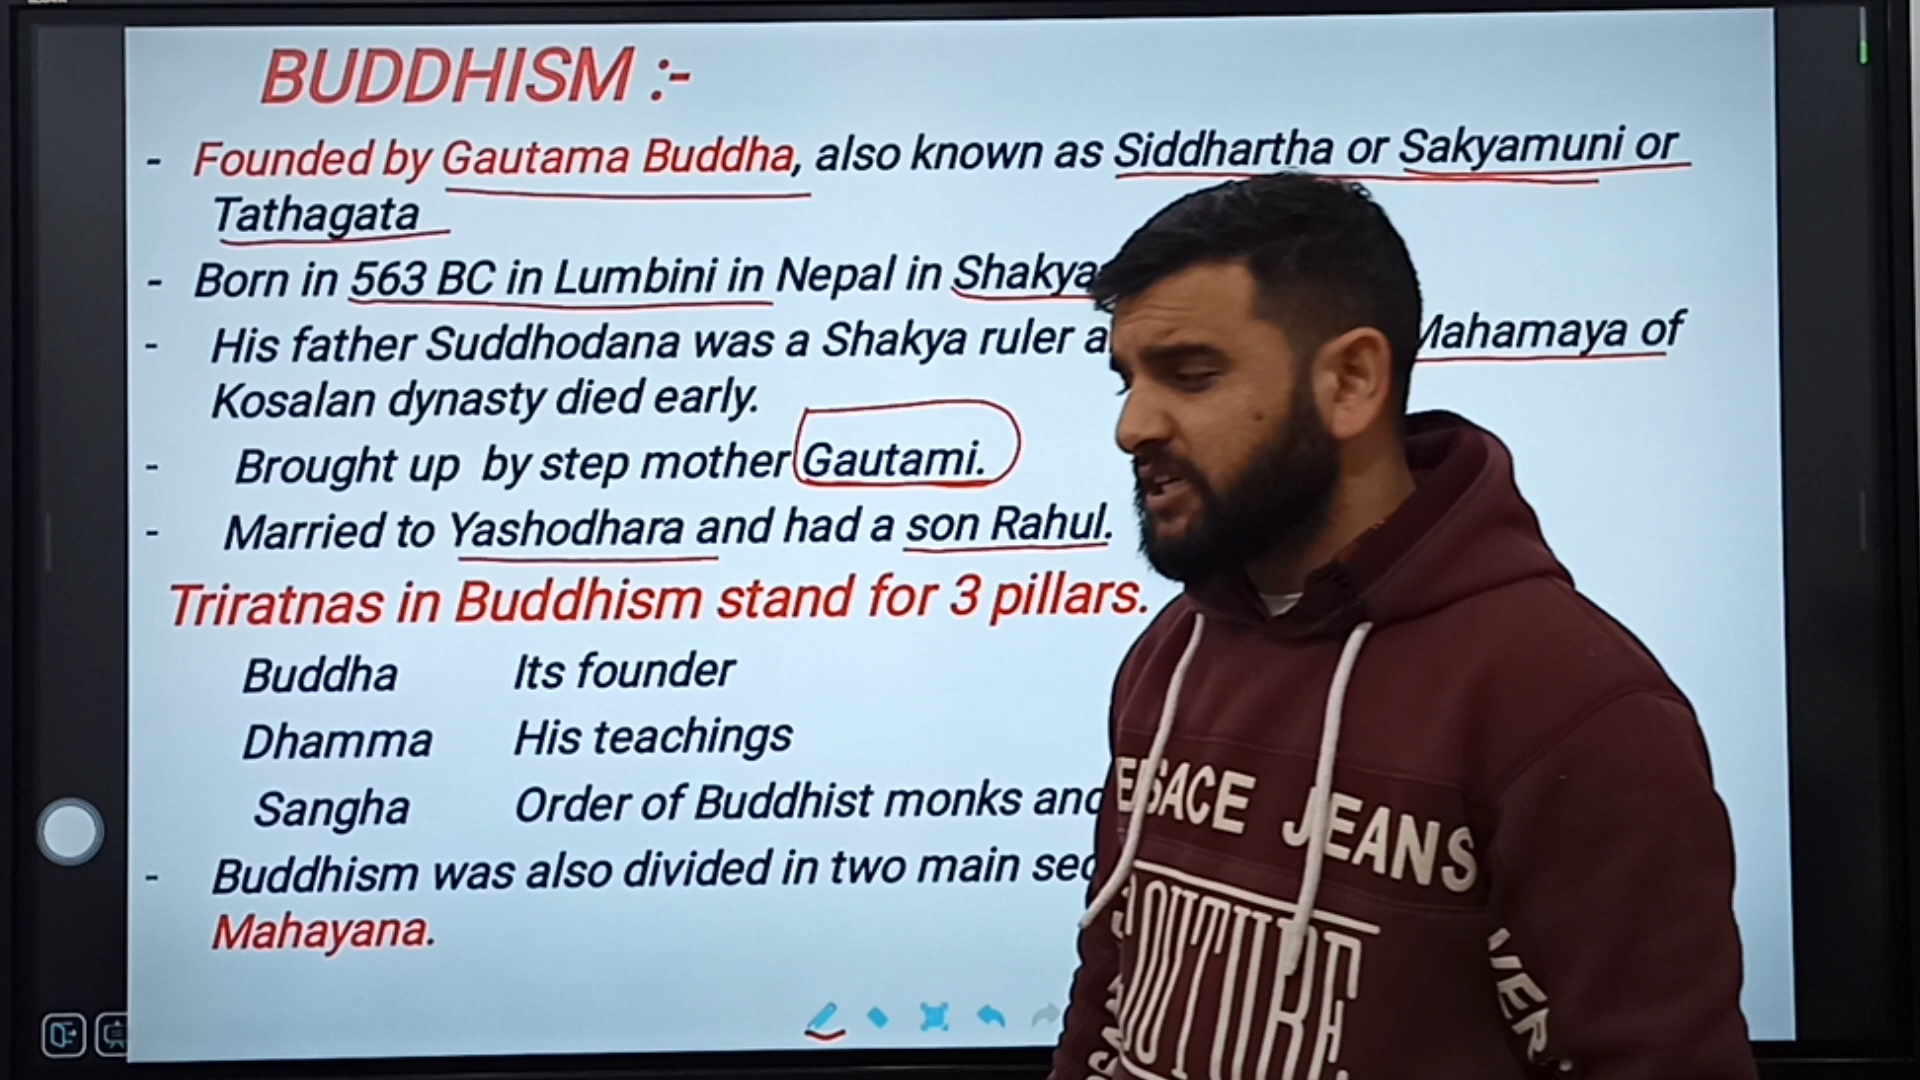 BUDDHISM :-
- Founded by Gautama Buddha, also known as Siddhartha or Sakyamuni or
Tathagata
- Born in 563 BC in Lumbini in Nepal in Shakya
- His father Suddhodana was a Shakya ruler Mahamaya of
Kosalan dynasty died early.
- Brought up by step mother Gautami.
- Married to Yashodhara and had a son Rahul.
Triratnas in Buddhism stand for 3 pillars.
Buddha Its founder
Dhamma His teachings
Sangha Order of Buddhist monks and
- Buddhism was also divided in two main
Mahayana.
JEANS
COUTURE